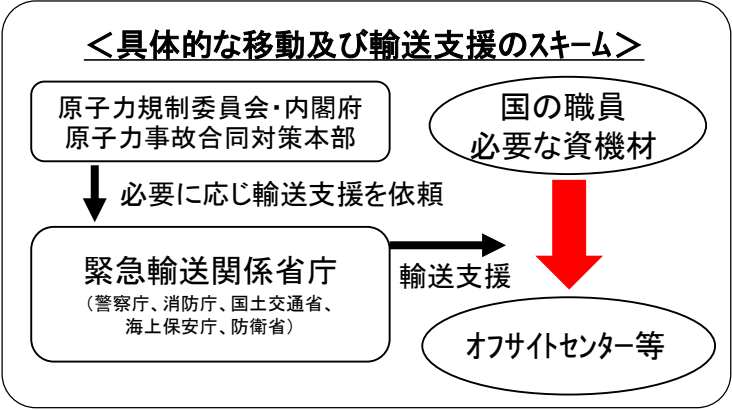 ＜具体的な移動及び輸送支援のスキーム＞
原子力規制委員会・内閣府
原子力事故合同対策本部
国の職員
必要な資機材
必要に応じ輸送支援を依頼
緊急輸送関係省庁
（警察庁、消防庁、国土交通省、
海上保安庁、防衛省）
輸送支援
オフサイトセンター等